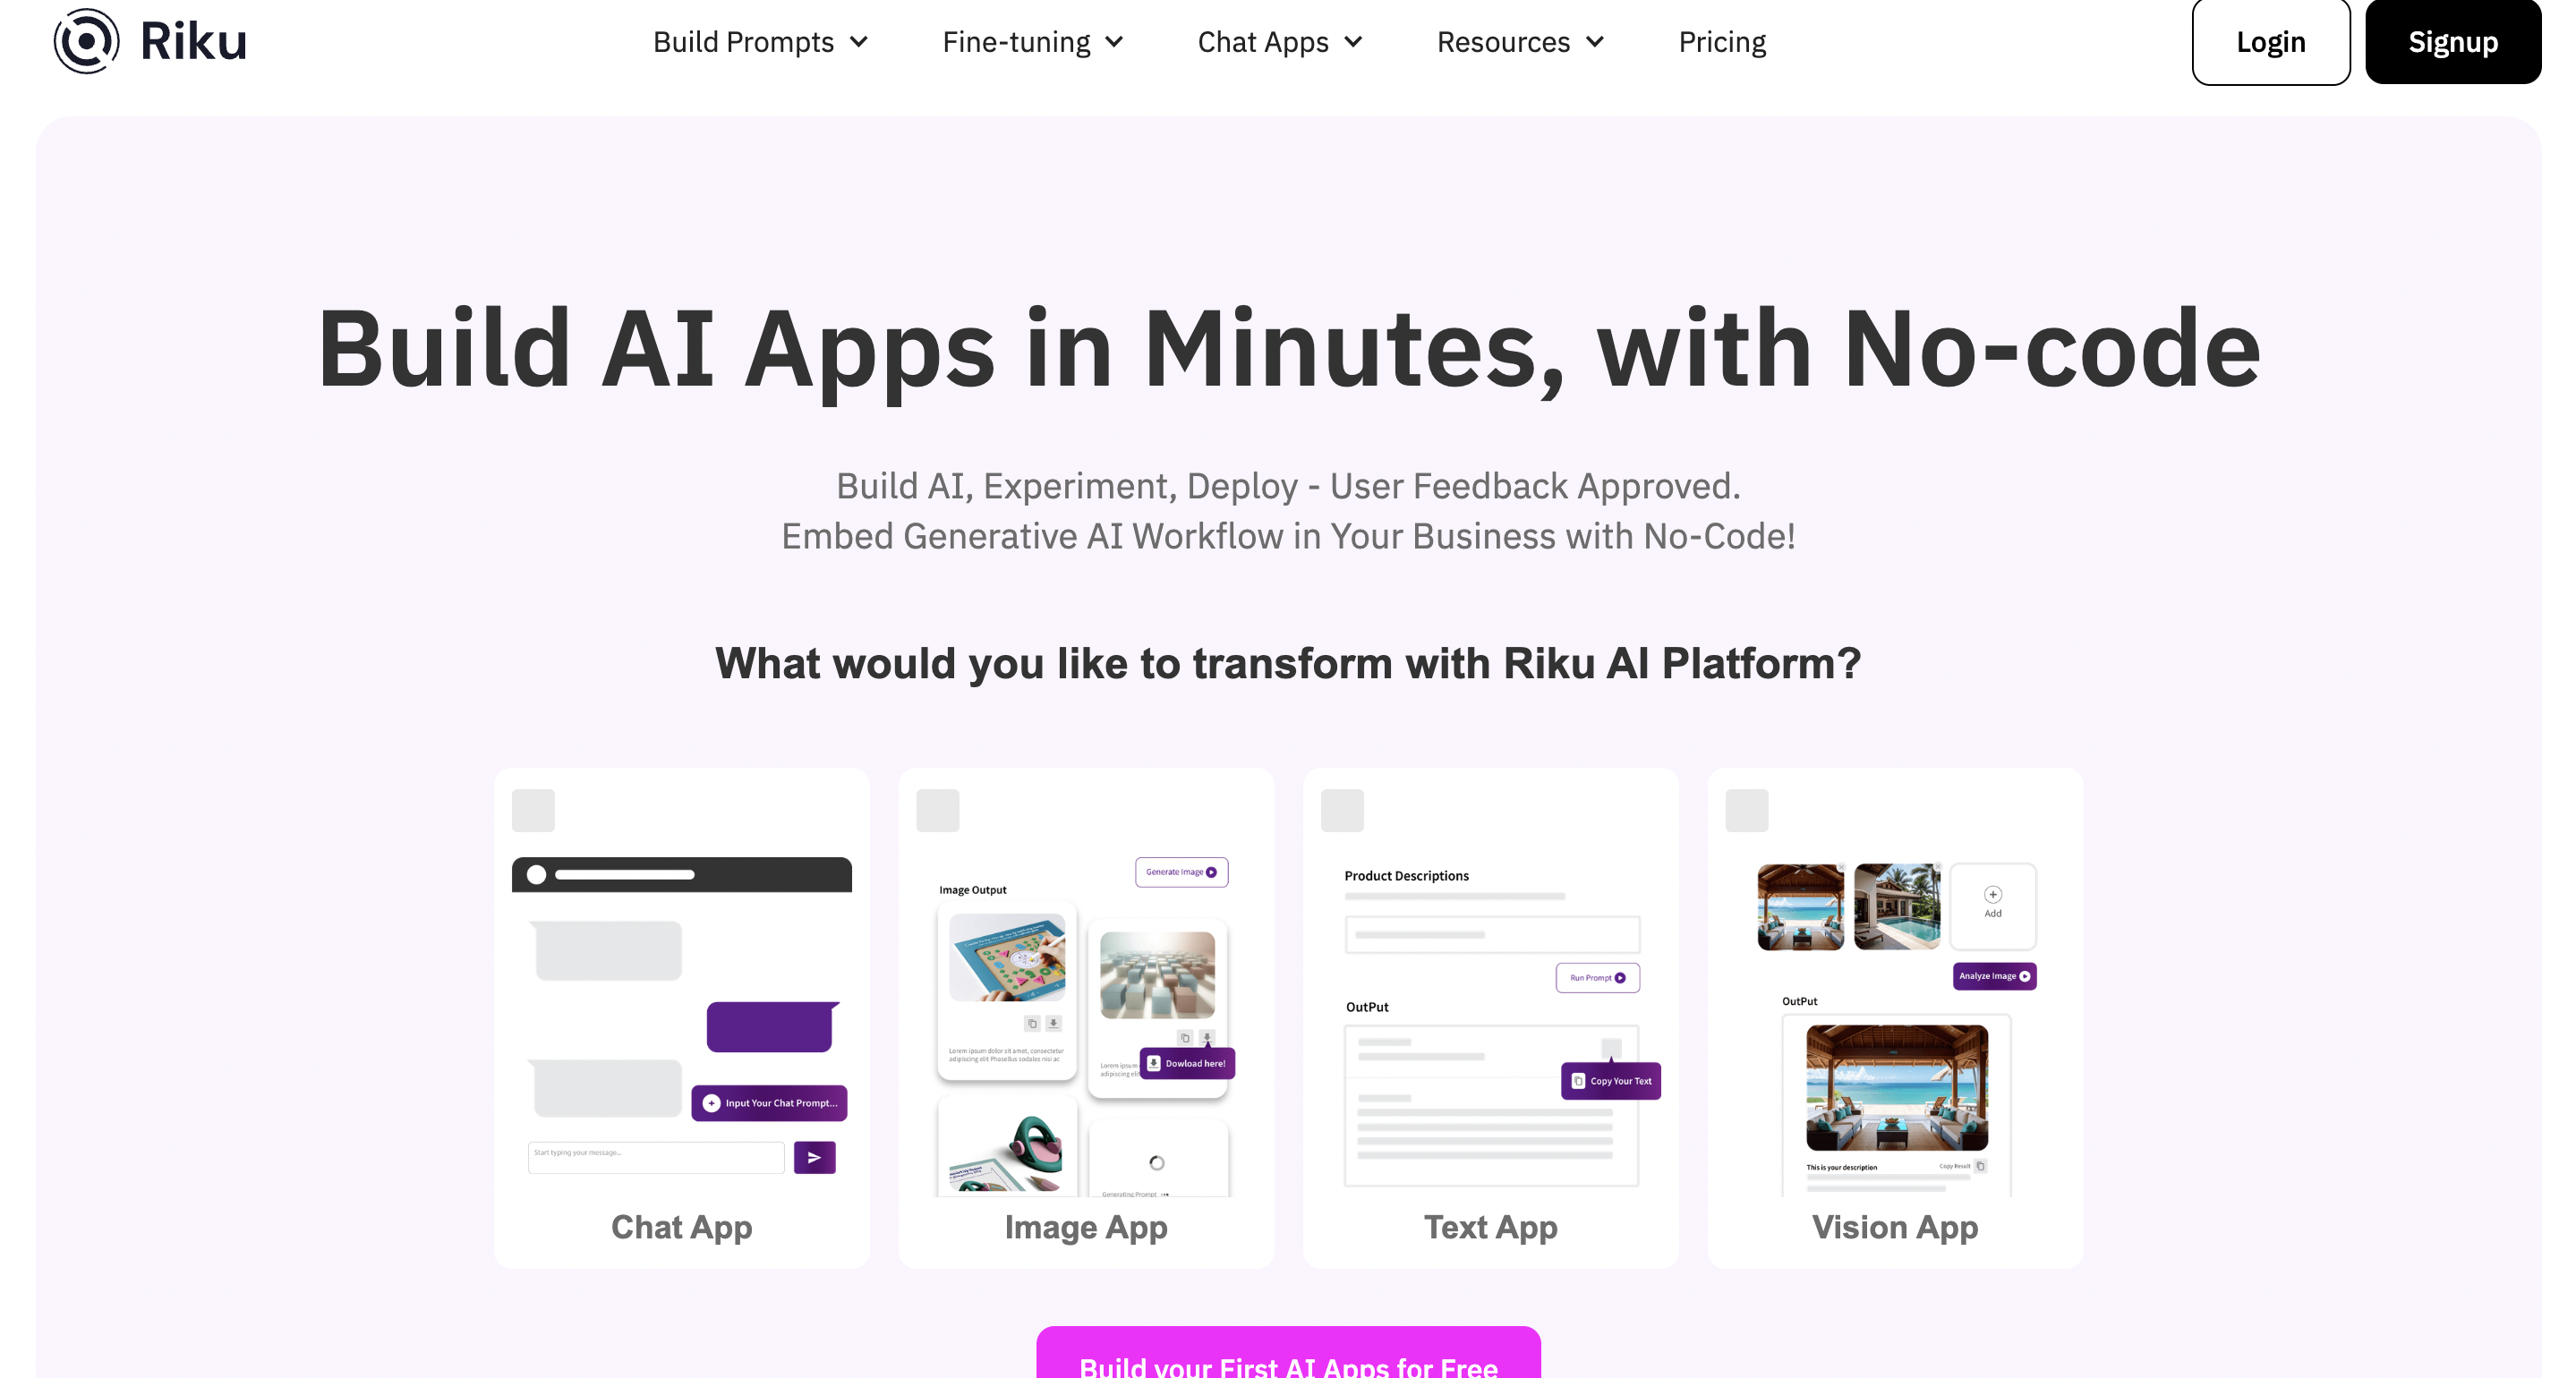 Riku
Build Prompts
Fine-tuning
Chat Apps
Resources
Pricing
Login
Signup
Build AI Apps in Minutes, with No-code
Build AI, Experiment, Deploy - User Feedback Approved.
Embed Generative AI Workflow in Your Business with No-Code!
What would you like to transform with Riku AI Platform?
Input Your Chat Prompt...
Start typing your message...
Chat App
Generate Image
Image Output
Lorem ipsum dolor sit amet, consectetur
adipiscing elit Phasellus sodales nisi ac
Lorem ipsum
adipiscing elit
Dowload here!
Generating Prompt
Image App
Product Descriptions
Run Prompt
OutPut
Copy Your Text
Text App
Add
Analyze Image
OutPut
This is your description
Copy Result
Vision App
Build your First AI Apps for Free